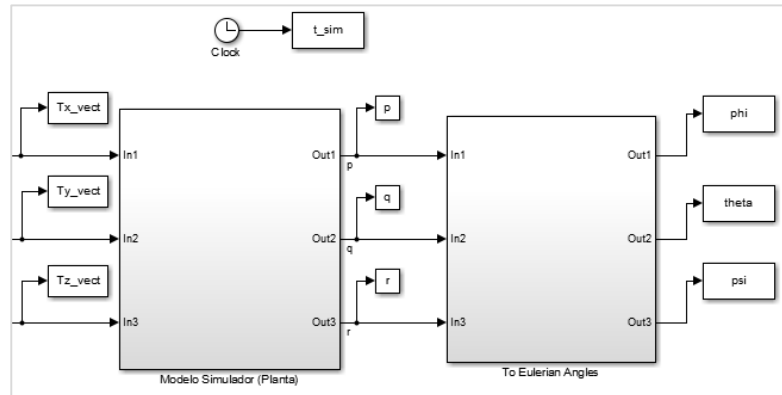 t_sim
Clock
Tx_vect
p
phi
In1
Out1
p
In1
Out1
Ty_vect
q
theta
In2
Out2
q
In2
Out2
Tz_vect
r
psi
In3
Out3
r
In3
Out3
Modelo Simulador (Planta)
To Eulerian Angles